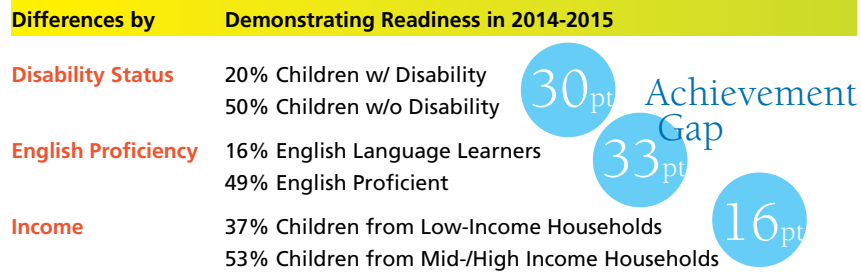 Differences by Demonstrating Readiness in 2014-2015
Disability Status 20% Children w/ Disability
50% Children w/o Disability
30pt
Achievement
Gap
English Proficiency 16% English Language Learners
49% English Proficient
33pt
Income 37% Children from Low-Income Households
53% Children from Mid-/High Income Households
16pt